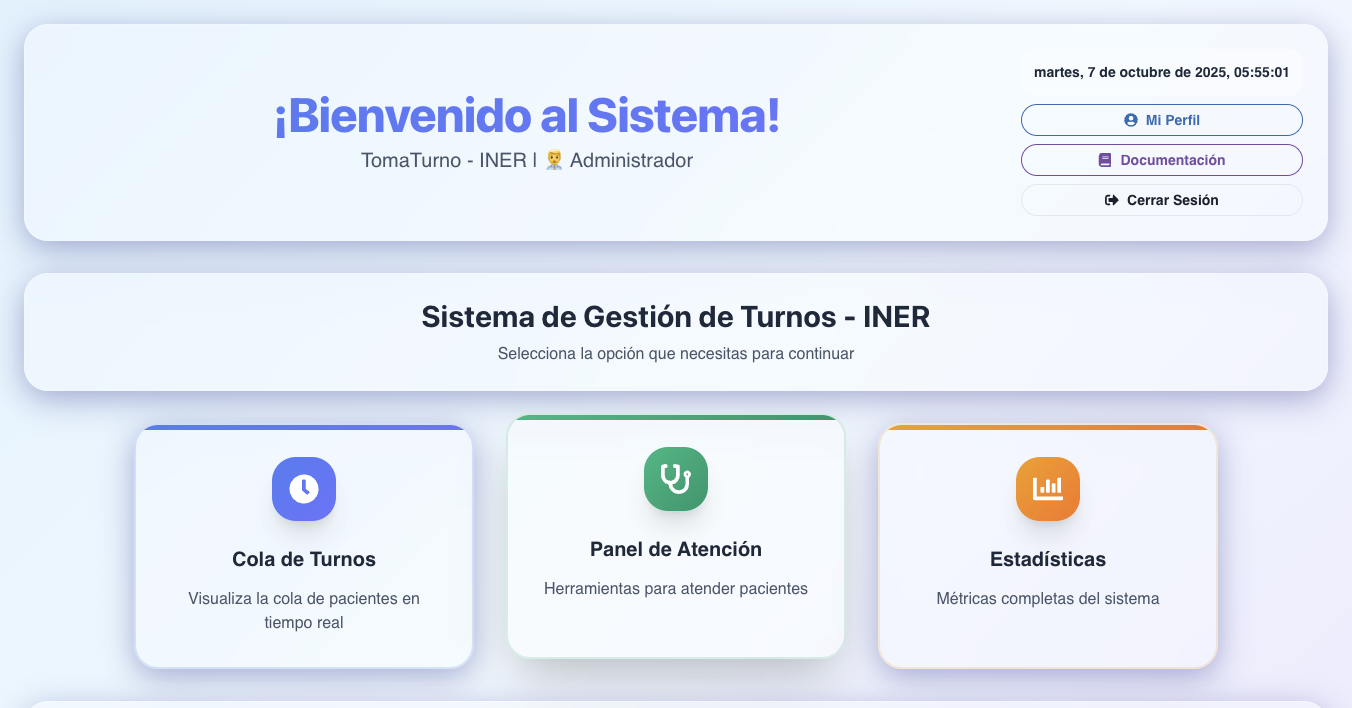 ¡Bienvenido al Sistema!
TomaTurno - INER | 👨‍💼 Administrador
martes, 7 de octubre de 2025, 05:55:01
Mi Perfil
Documentación
Cerrar Sesión
Sistema de Gestión de Turnos - INER
Selecciona la opción que necesitas para continuar
Cola de Turnos
Visualiza la cola de pacientes en
tiempo real
Panel de Atención
Herramientas para atender pacientes
Estadísticas
Métricas completas del sistema